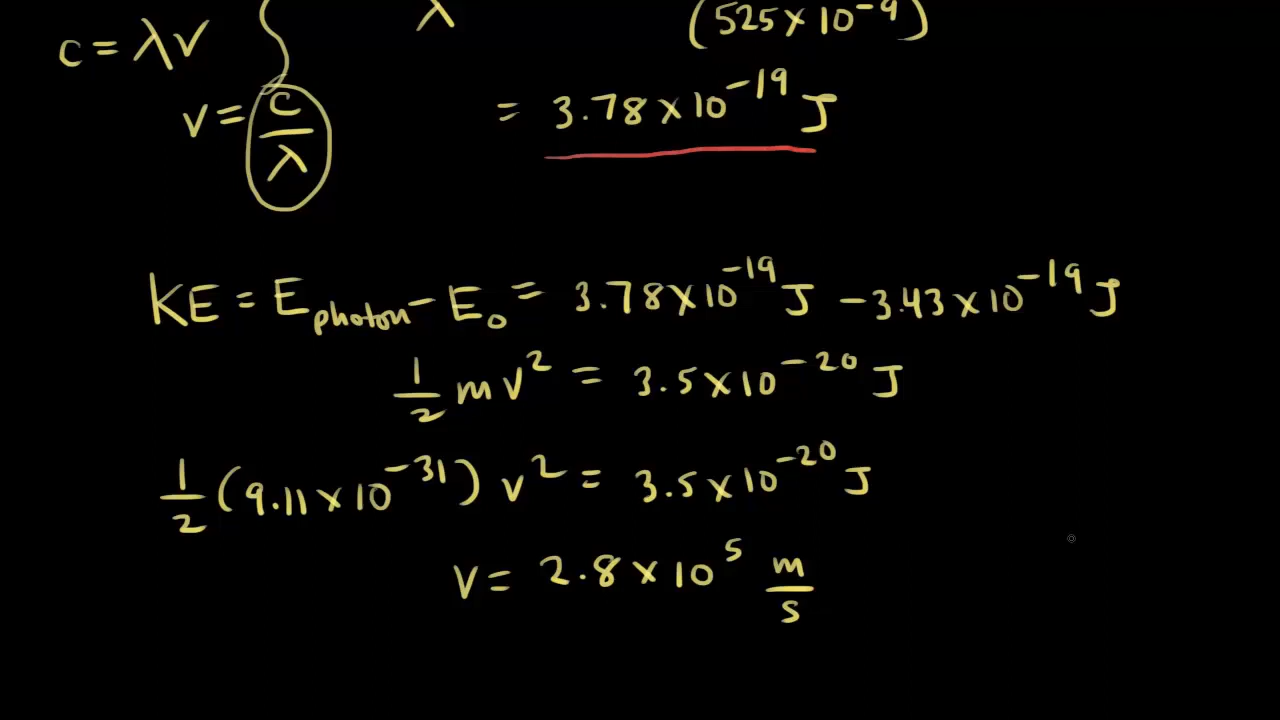 λ (525×10⁻⁹)
c = λν
ν = c/λ
= 3.78×10⁻¹⁹ J
KE = E photon − E₀ = 3.78×10⁻¹⁹ J − 3.43×10⁻¹⁹ J
1/2 mv² = 3.5×10⁻²⁰ J
1/2 (9.11×10⁻³¹) v² = 3.5×10⁻²⁰ J
v = 2.8×10⁵ m/s